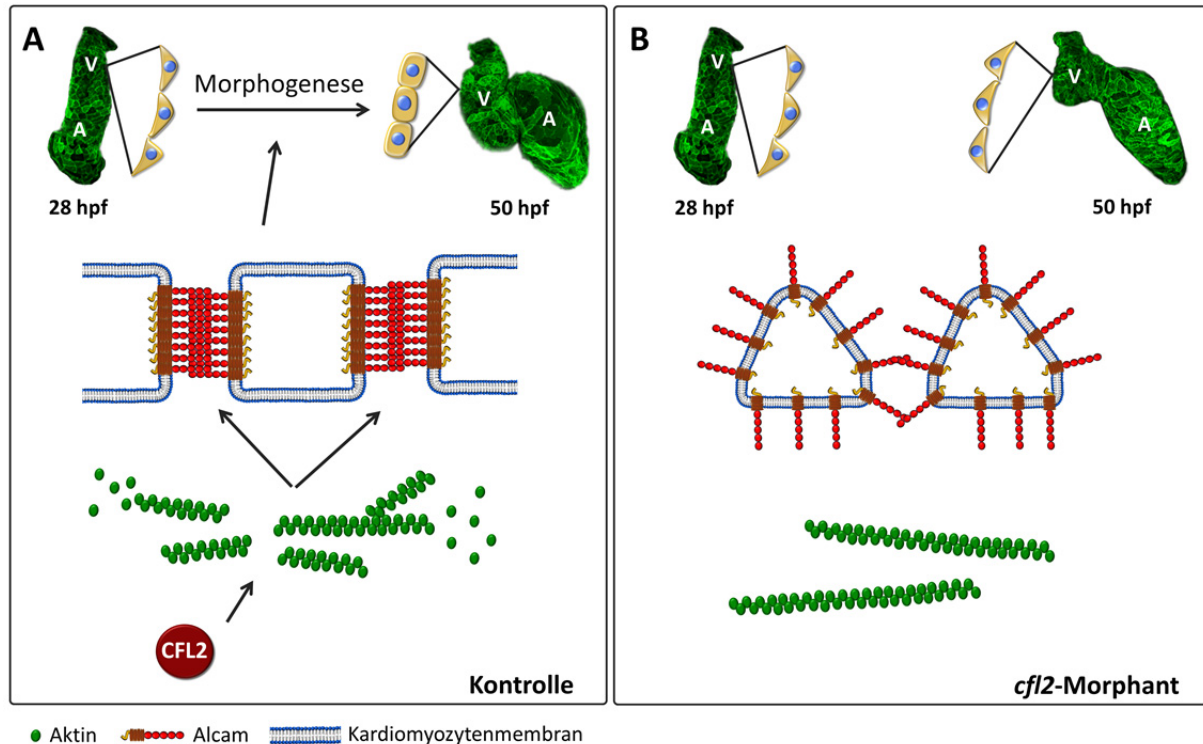 A
V
A
28 hpf
Morphogenese
V
A
50 hpf
CFL2
Kontrolle
B
V
A
28 hpf
V
A
50 hpf
cfl2-Morphant
Aktin
Alcam
Kardiomyozytenmembran